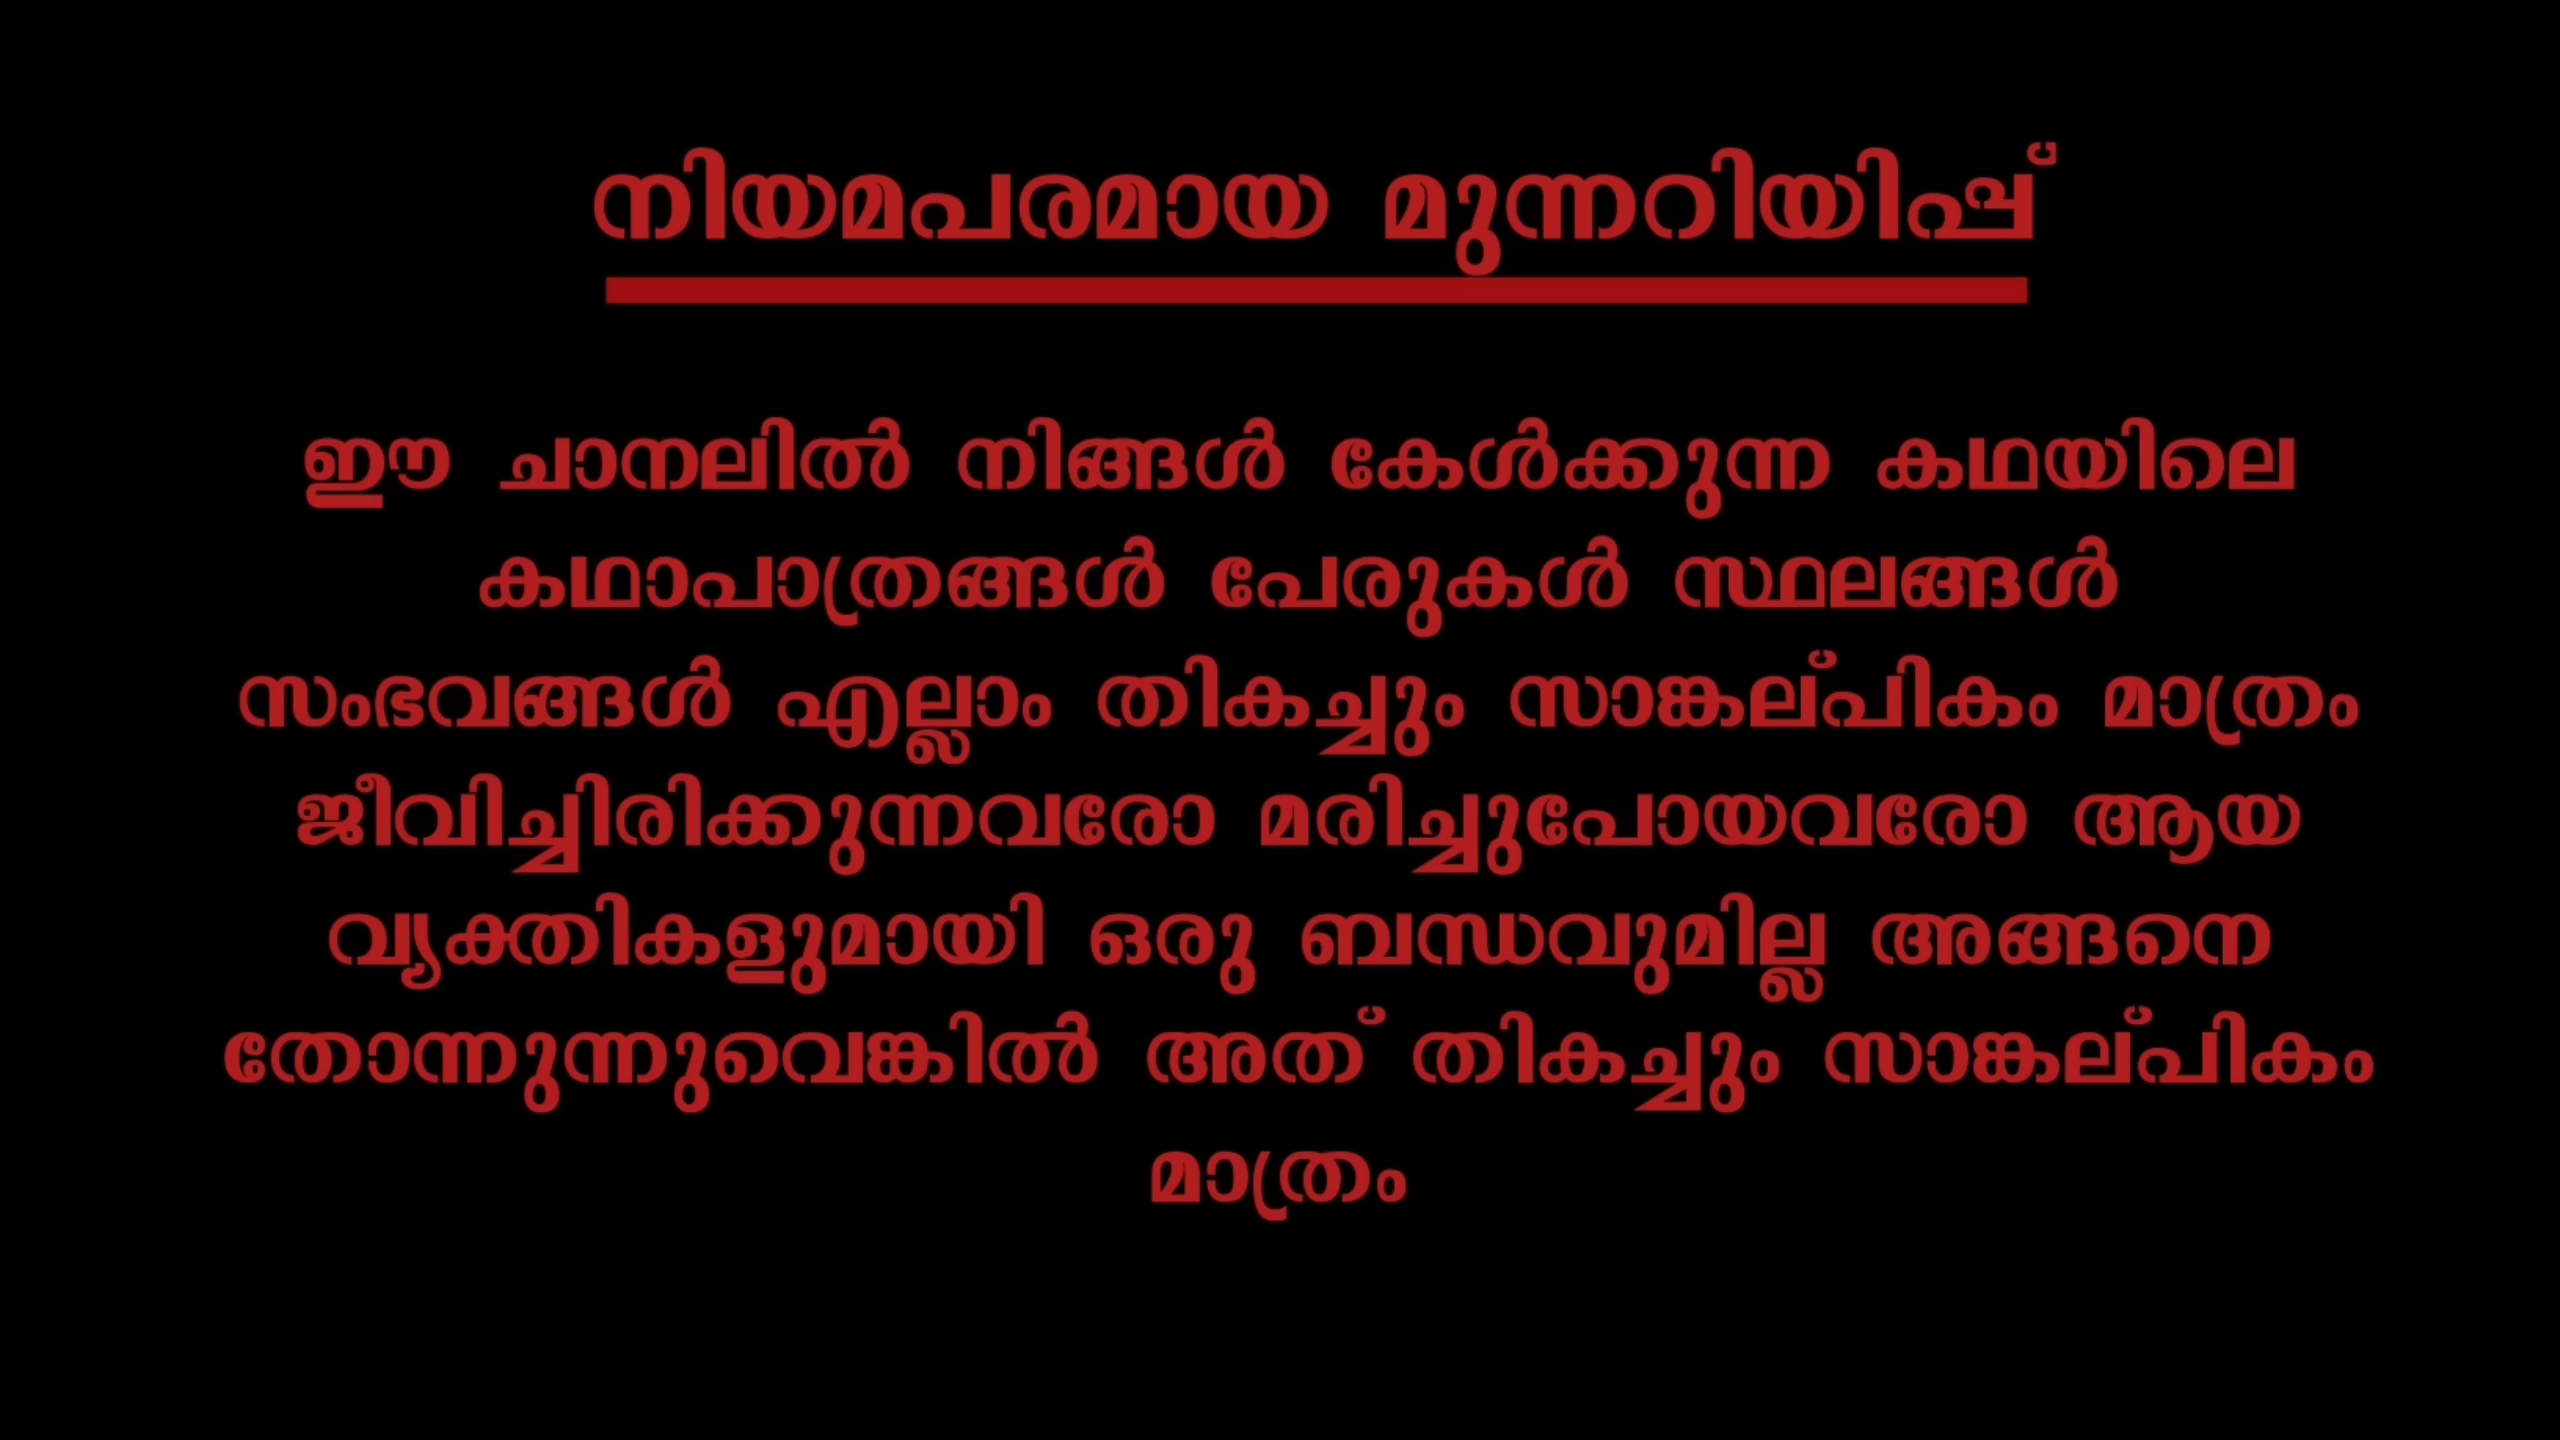 നിയമപരമായ മുന്നറിയിപ്പ്
ഈ ചാനലിൽ നിങ്ങൾ കേൾക്കുന്ന കഥയിലെ
കഥാപാത്രങ്ങൾ പേരുകൾ സ്ഥലങ്ങൾ
സംഭവങ്ങൾ എല്ലാം തികച്ചും സാങ്കല്പികം മാത്രം
ജീവിച്ചിരിക്കുന്നവരോ മരിച്ചുപോയവരോ ആയ
വ്യക്തികളുമായി ഒരു ബന്ധവുമില്ല അങ്ങനെ
തോന്നുന്നുവെങ്കിൽ അത് തികച്ചും സാങ്കല്പികം
മാത്രം